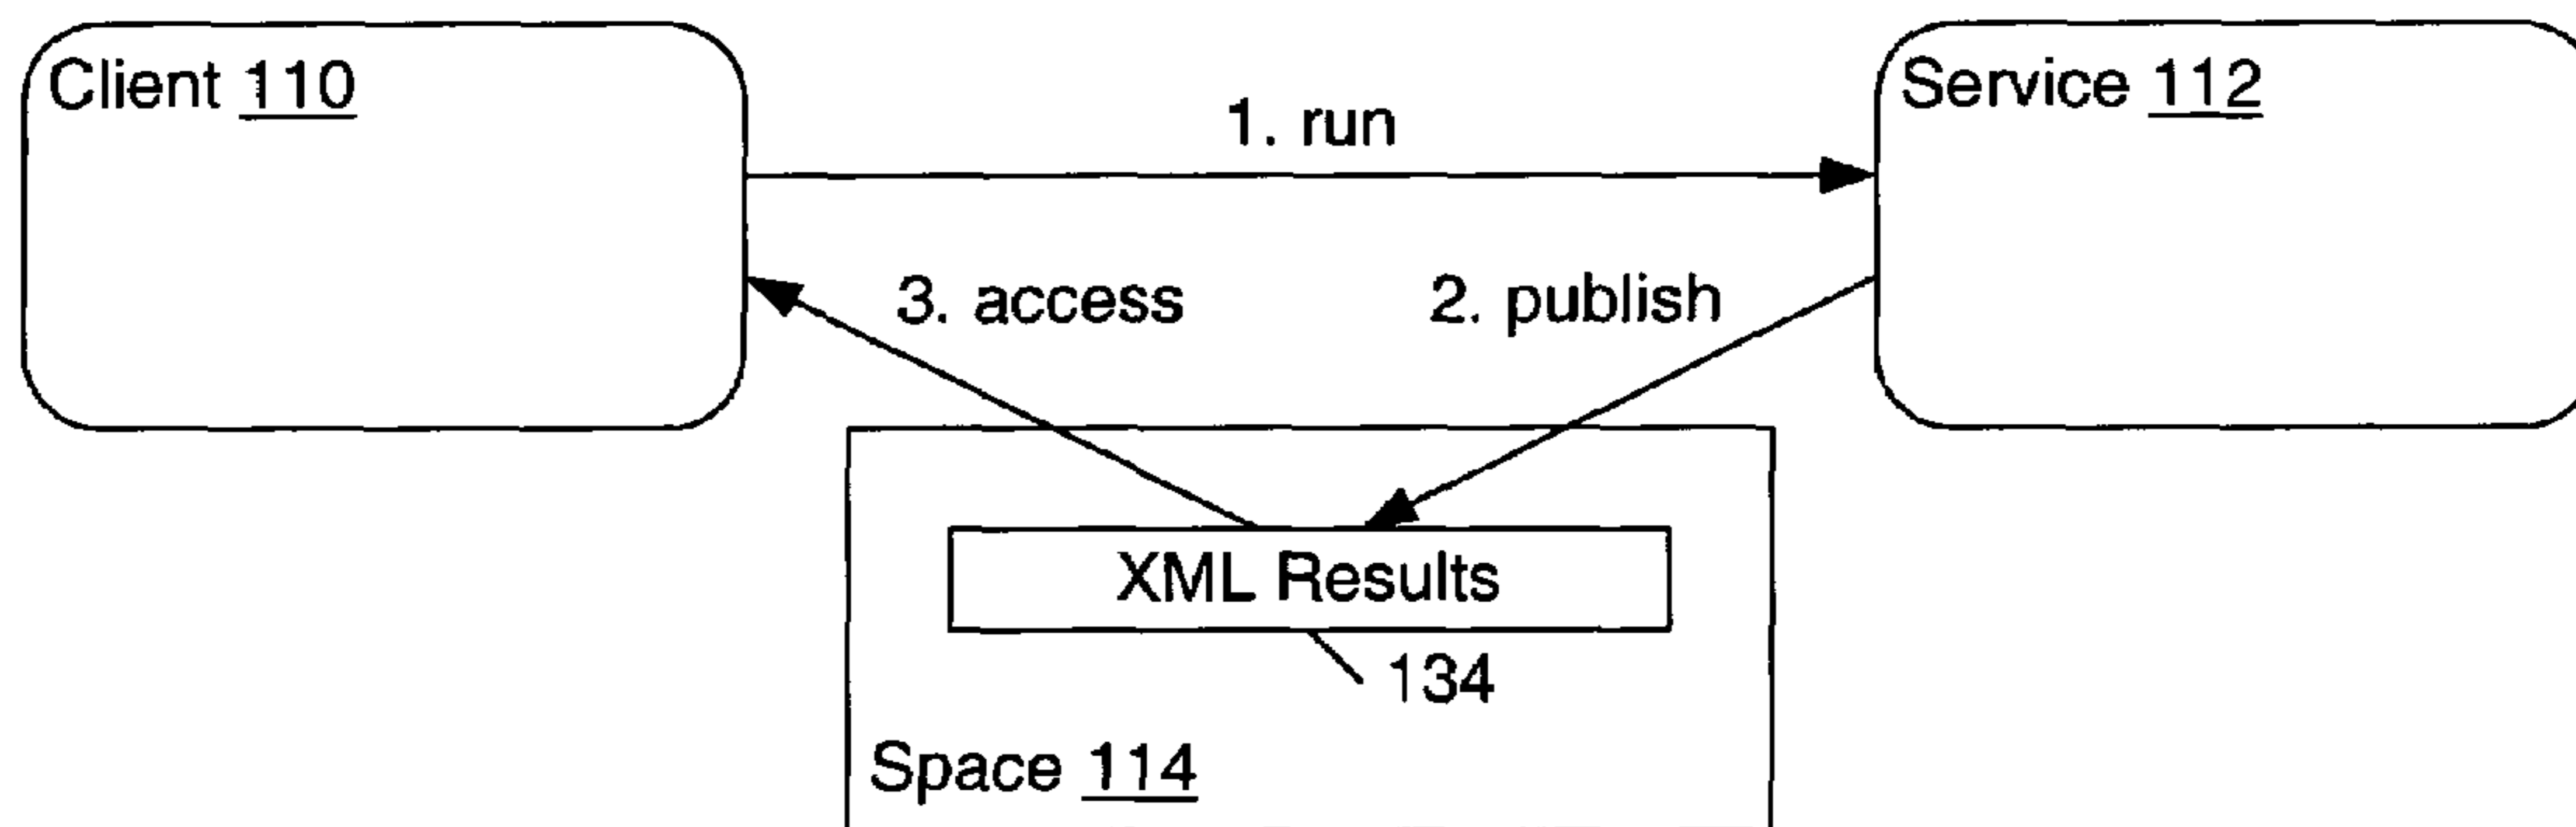 Client 110
Service 112
1. run
3. access
2. publish
XML Results
134
Space 114